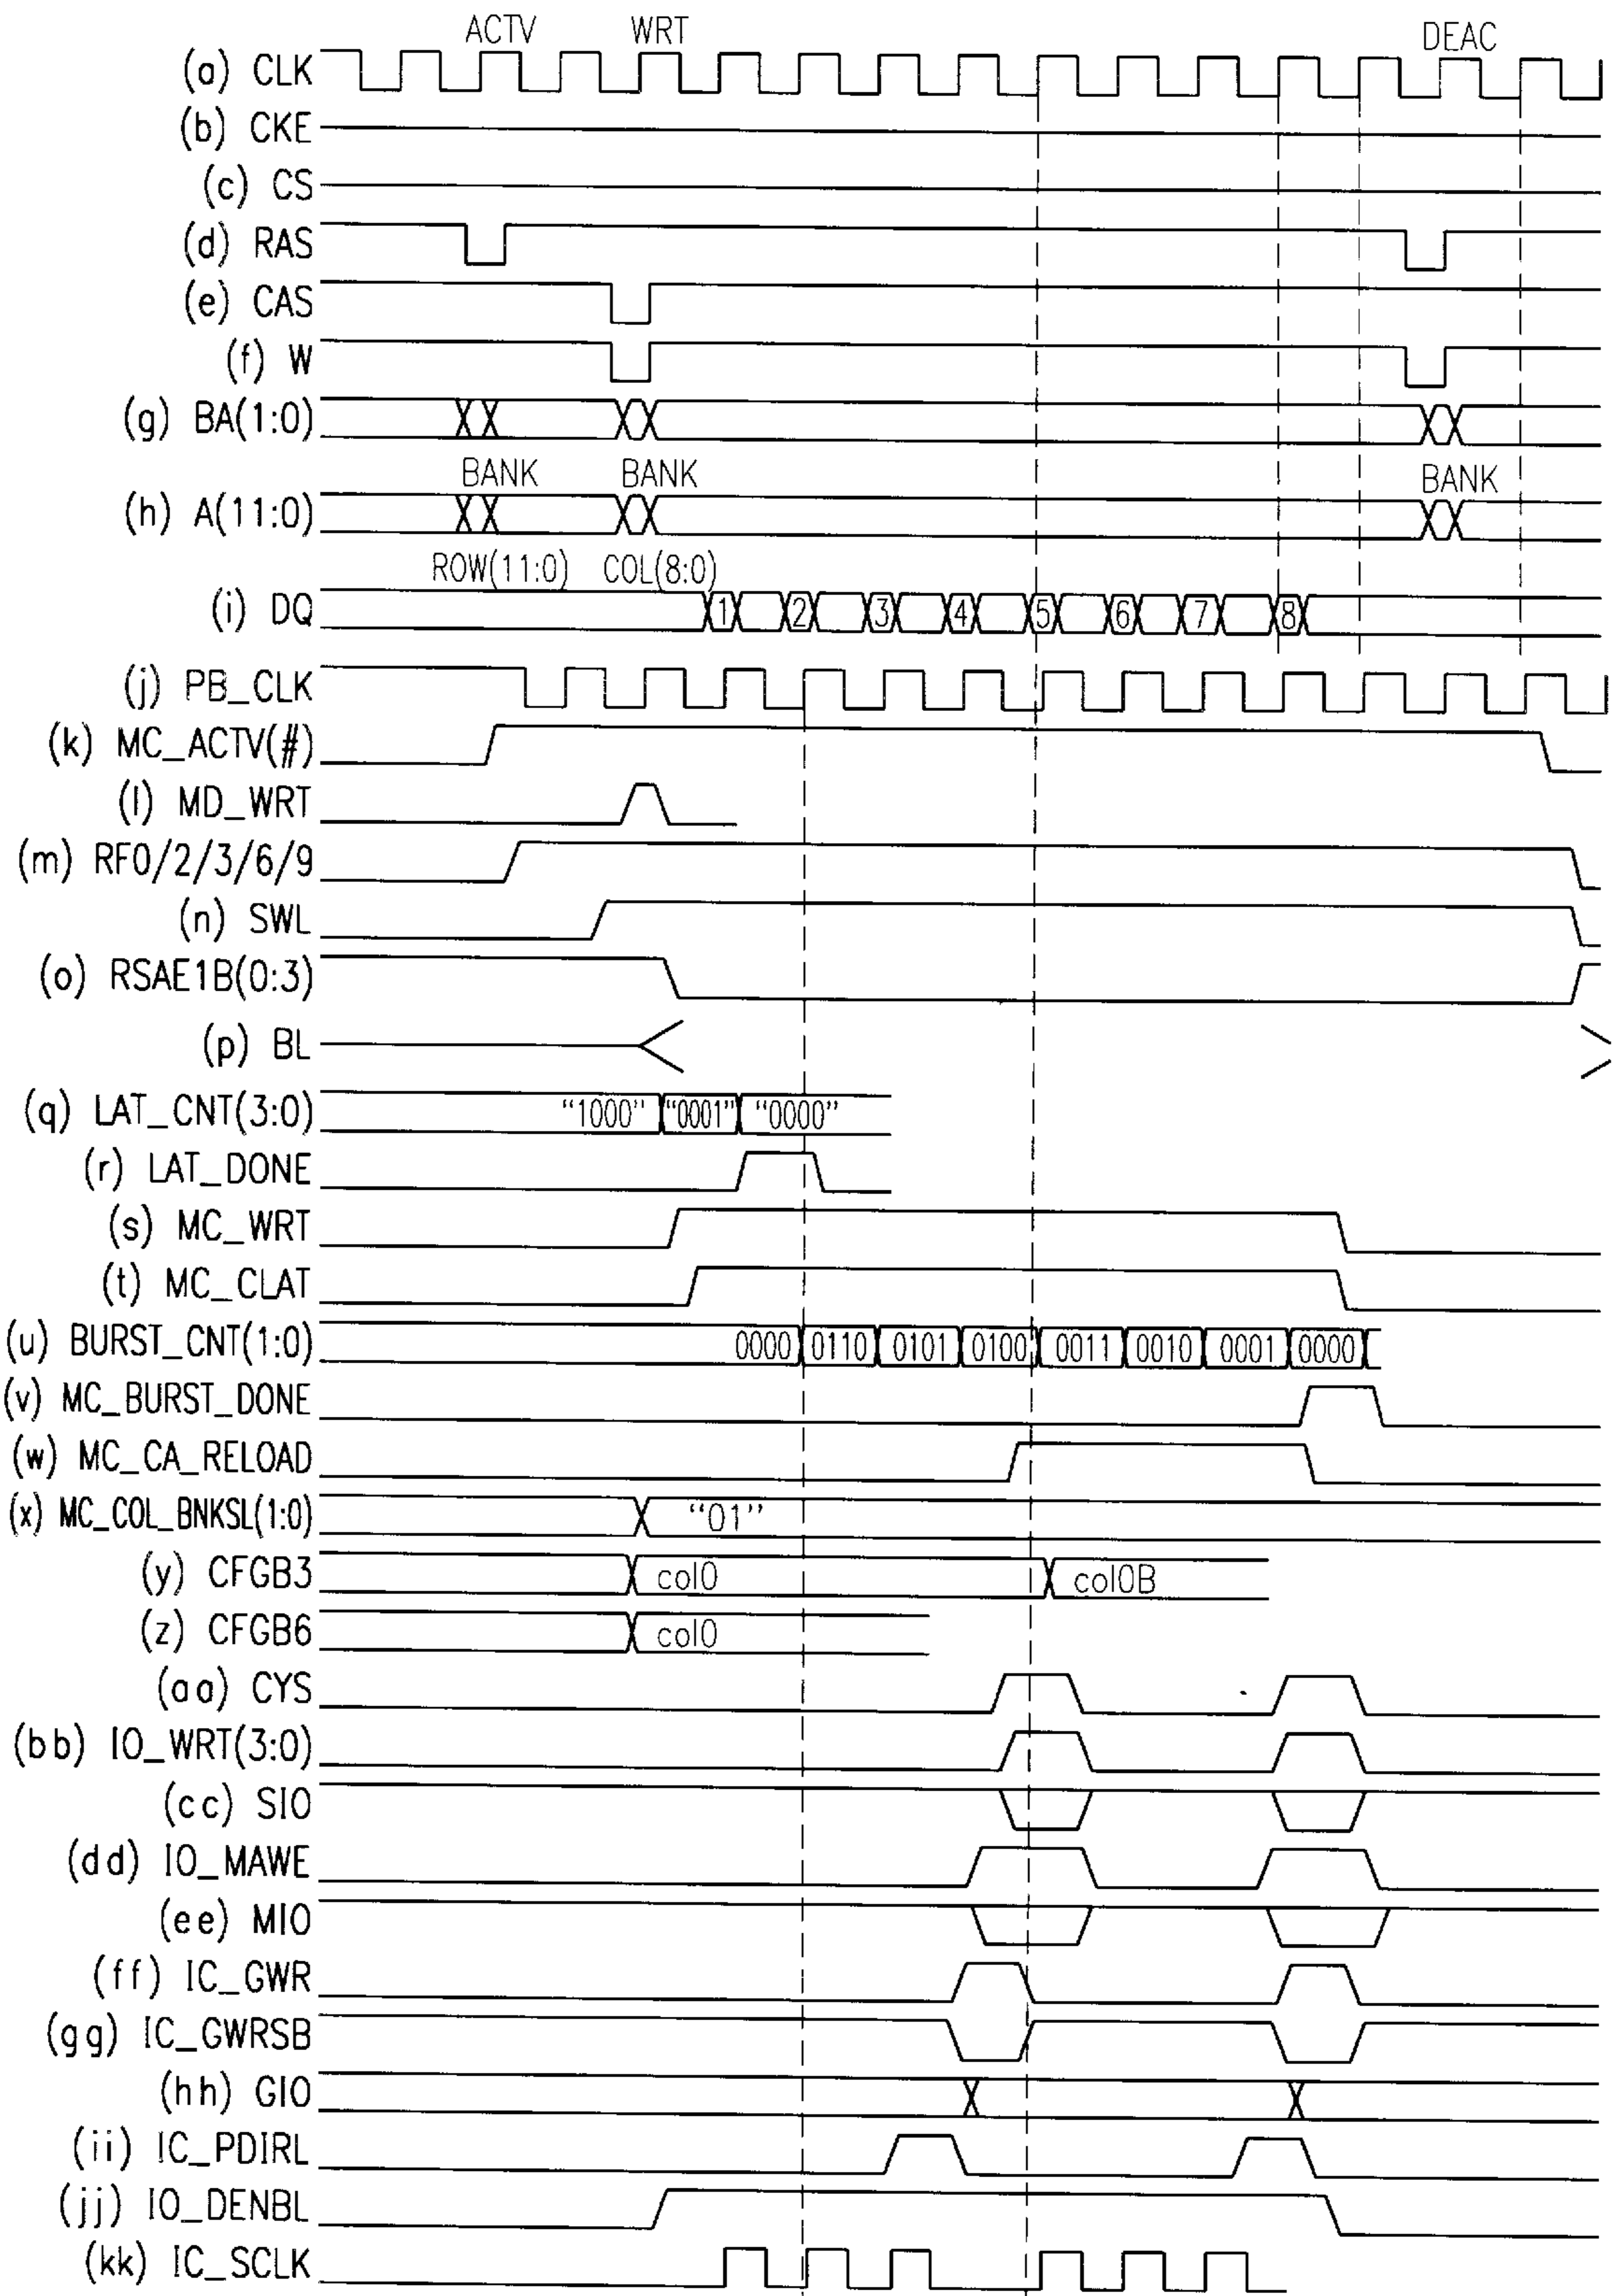 ACTV WRT DEAC
(a) CLK
(b) CKE
(c) CS
(d) RAS
(e) CAS
(f) W
(g) BA(1:0)
BANK BANK BANK
(h) A(11:0)
ROW(11:0) COL(8:0)
(i) DQ 1 2 3 4 5 6 7 8
(j) PB_CLK
(k) MC_ACTV(#)
(l) MD_WRT
(m) RF0/2/3/6/9
(n) SWL
(o) RSAE1B(0:3)
(p) BL
(q) LAT_CNT(3:0) "1000" "0001" "0000"
(r) LAT_DONE
(s) MC_WRT
(t) MC_CLAT
(u) BURST_CNT(1:0) 0000 0110 0101 0100 0011 0010 0001 0000
(v) MC_BURST_DONE
(w) MC_CA_RELOAD
(x) MC_COL_BNKSL(1:0) "01"
(y) CFGB3 col0 col0B
(z) CFGB6 col0
(aa) CYS
(bb) IO_WRT(3:0)
(cc) SIO
(dd) IO_MAWE
(ee) MIO
(ff) IC_GWR
(gg) IC_GWRSB
(hh) GIO
(ii) IC_PDIRL
(jj) IO_DENBL
(kk) IC_SCLK